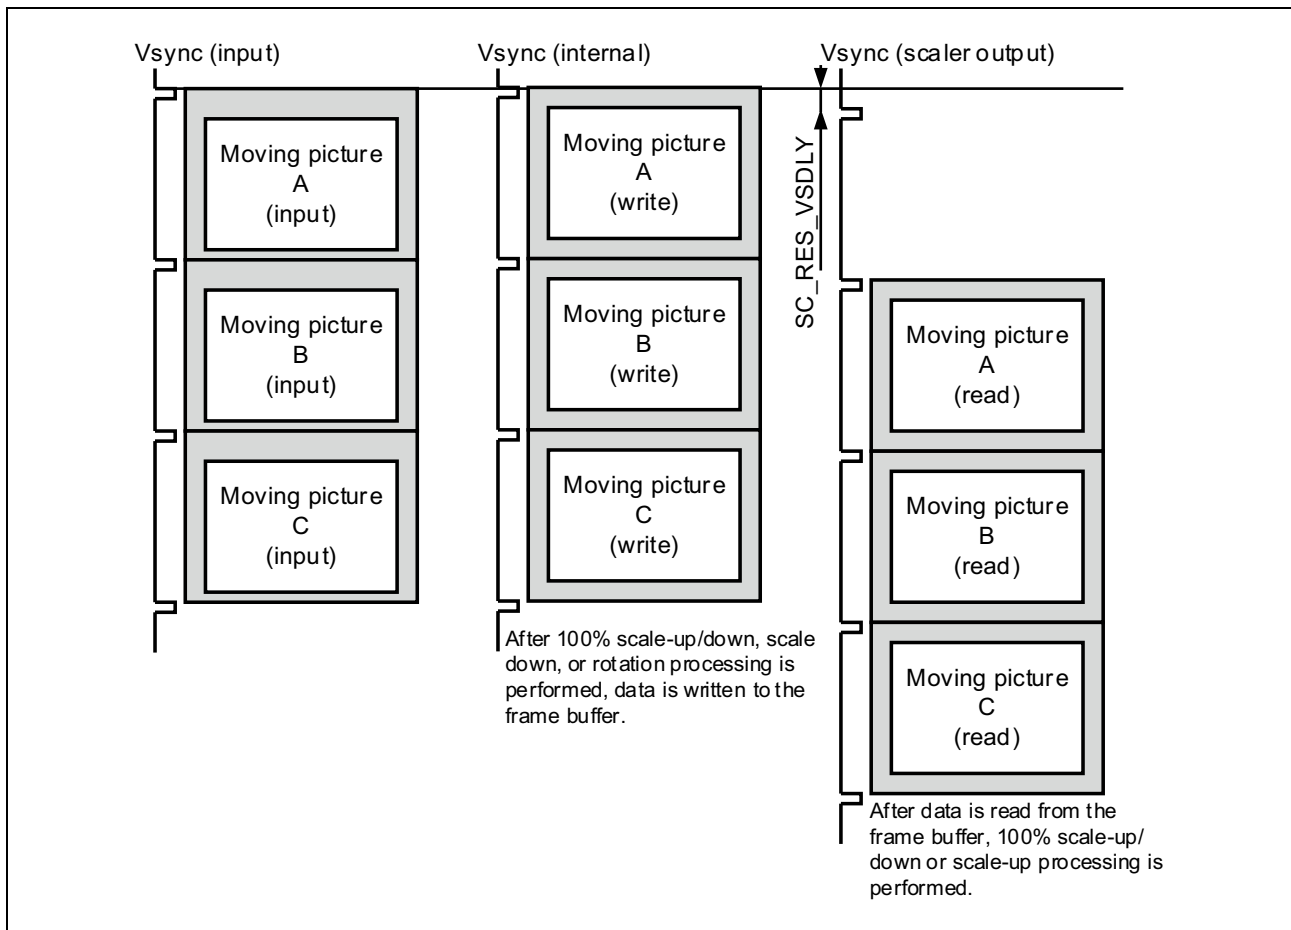 Vsync (input)
Vsync (internal)
Vsync (scaler output)
Moving picture
A
(input)
Moving picture
B
(input)
Moving picture
C
(input)
Moving picture
A
(write)
Moving picture
B
(write)
Moving picture
C
(write)
After 100% scale-up/down, scale
down, or rotation processing is
performed, data is written to the
frame buffer.
SC_RES_VSDLY
Moving picture
A
(read)
Moving picture
B
(read)
Moving picture
C
(read)
After data is read from the
frame buffer, 100% scale-up/
down or scale-up processing is
performed.